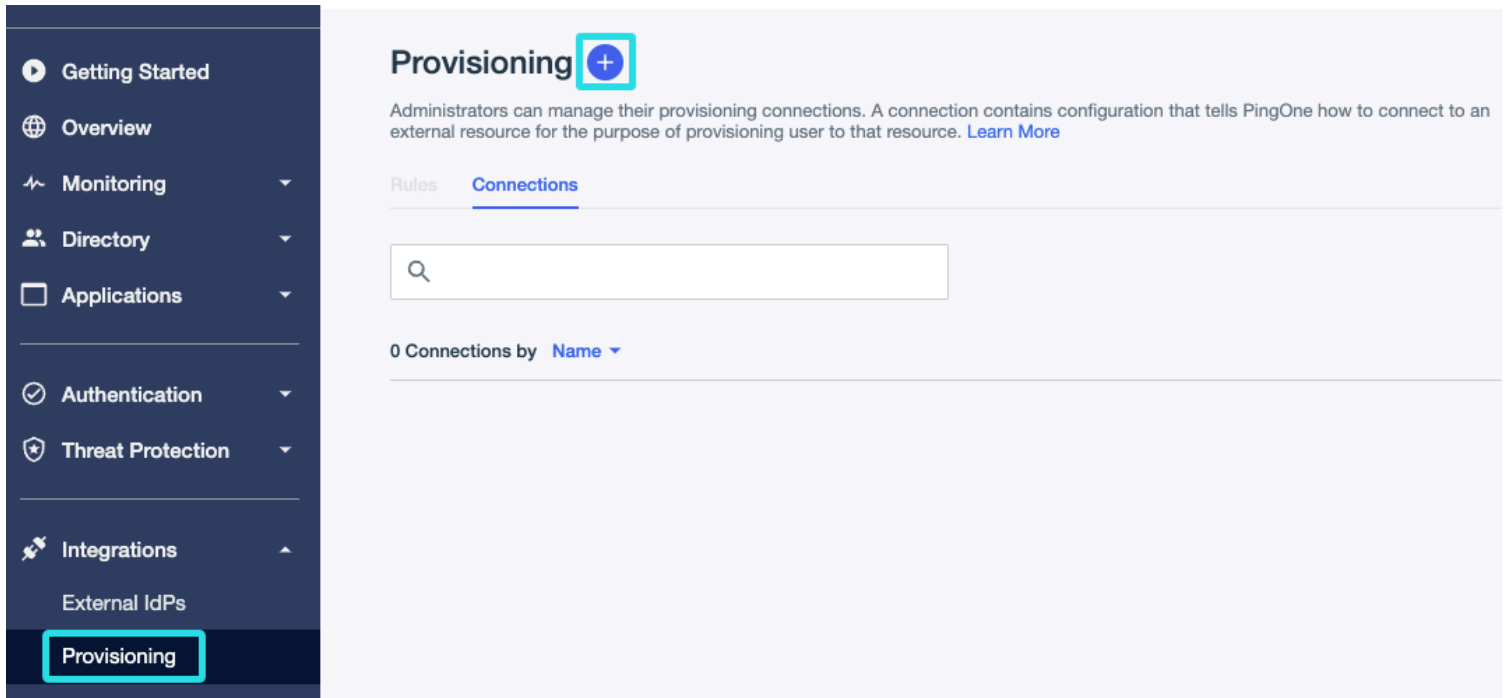 Getting Started
Overview
Monitoring
Directory
Applications
Authentication
Threat Protection
Integrations
External IdPs
Provisioning
Provisioning
Administrators can manage their provisioning connections. A connection contains configuration that tells PingOne how to connect to an
external resource for the purpose of provisioning user to that resource. Learn More
Rules Connections
0 Connections by Name